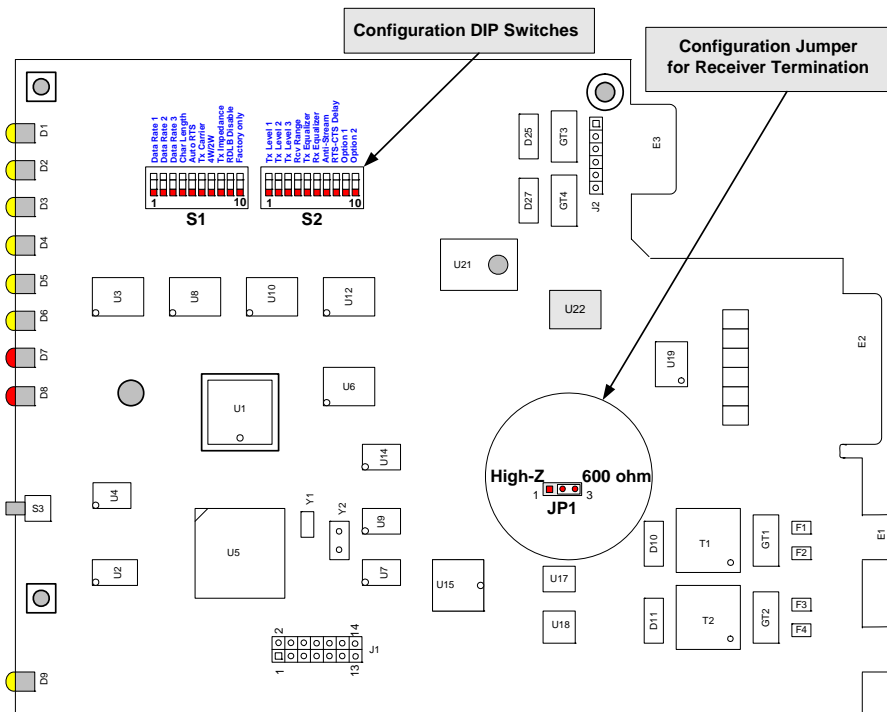 Configuration DIP Switches
Configuration Jumper
for Receiver Termination
Data Rate 1
Data Rate 2
Data Rate 3
Char Length
Auto RTS
Tx Carrier
4W/2W
Tx Impedance
RDLB Disable
Factory only
Tx Level 1
Tx Level 2
Tx Level 3
Rcv Range
Tx Equalizer
Rx Equalizer
Anti-Stream
RTS-CTS Delay
Option 1
Option 2
1 10
S1
1 10
S2
D1
D2
D3
D4
D5
D6
D7
D8
S3
D9
D25
GT3
D27
GT4
J2
E3
U21
U3
U8
U10
U12
U22
U19
E2
U1
U6
U14
High-Z
600 ohm
1
3
JP1
U4
Y1
Y2
U9
U5
U2
U7
U15
U17
U18
D10
T1
GT1
F1
F2
E1
D11
T2
GT2
F3
F4
2
14
J1
1
13